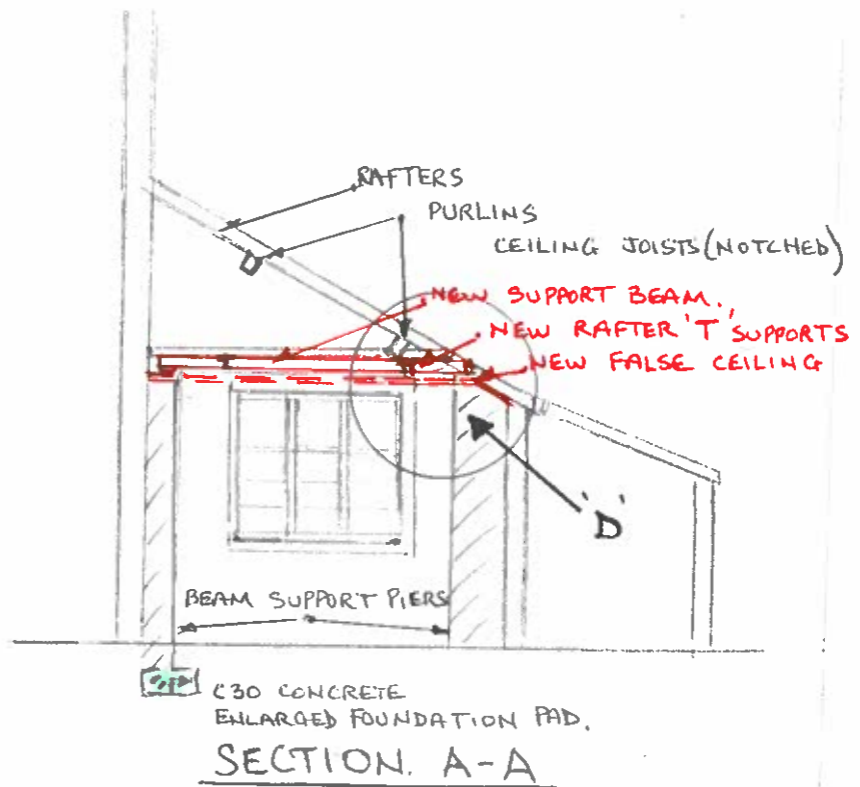 RAFTERS
PURLINS
CEILING JOISTS (NOTCHED)
NEW SUPPORT BEAM.
NEW RAFTER 'T' SUPPORTS
NEW FALSE CEILING
'D'
BEAM SUPPORT PIERS
C30 CONCRETE
ENLARGED FOUNDATION PAD.
SECTION. A-A